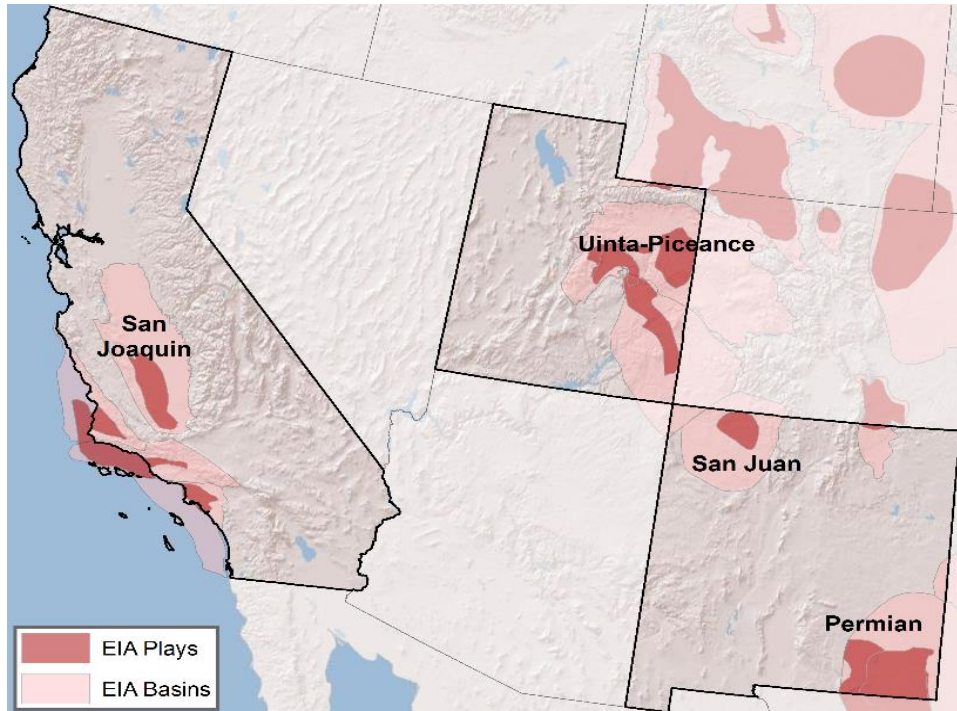 Uinta-Piceance
San
Joaquin
San Juan
Permian
EIA Plays
EIA Basins